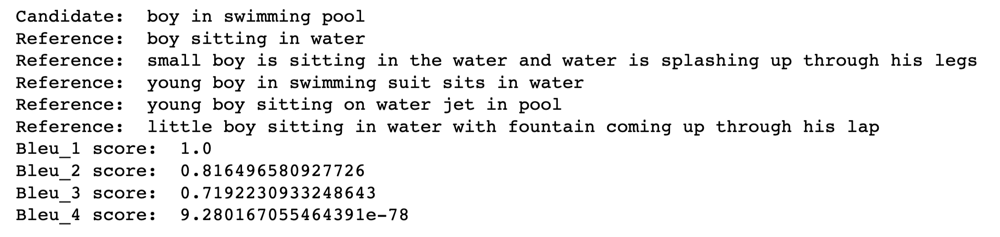 Candidate:  boy in swimming pool
Reference:  boy sitting in water
Reference:  small boy is sitting in the water and water is splashing up through his legs
Reference:  young boy in swimming suit sits in water
Reference:  young boy sitting on water jet in pool
Reference:  little boy sitting in water with fountain coming up through his lap
Bleu_1 score:  1.0
Bleu_2 score:  0.816496580927726
Bleu_3 score:  0.7192230933248643
Bleu_4 score:  9.280167055464391e-78